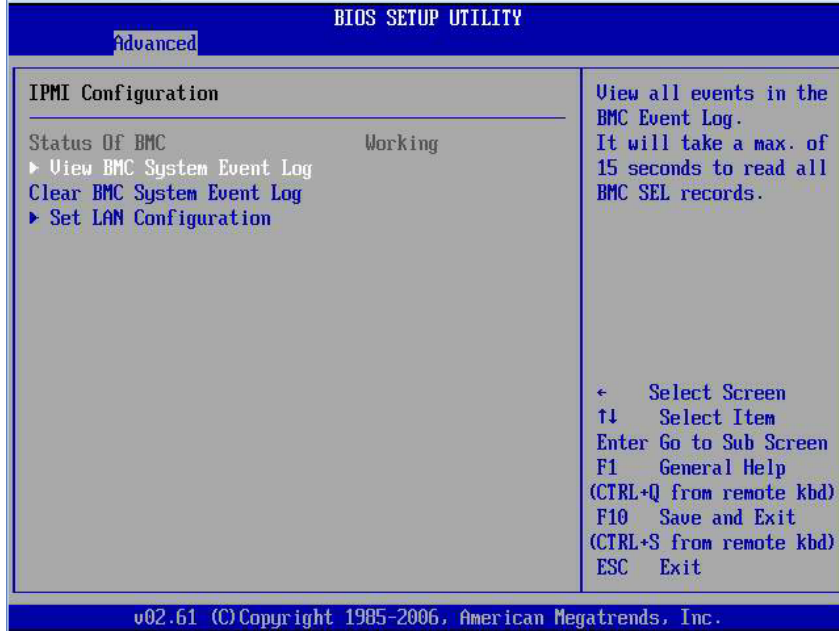 BIOS SETUP UTILITY
Advanced
IPMI Configuration
Status Of BMC Working
▶ View BMC System Event Log
Clear BMC System Event Log
▶ Set LAN Configuration
View all events in the
BMC Event Log.
It will take a max. of
15 seconds to read all
BMC SEL records.
← Select Screen
↑↓ Select Item
Enter Go to Sub Screen
F1 General Help
(CTRL+Q from remote kbd)
F10 Save and Exit
(CTRL+S from remote kbd)
ESC Exit
v02.61 (C)Copyright 1985-2006, American Megatrends, Inc.